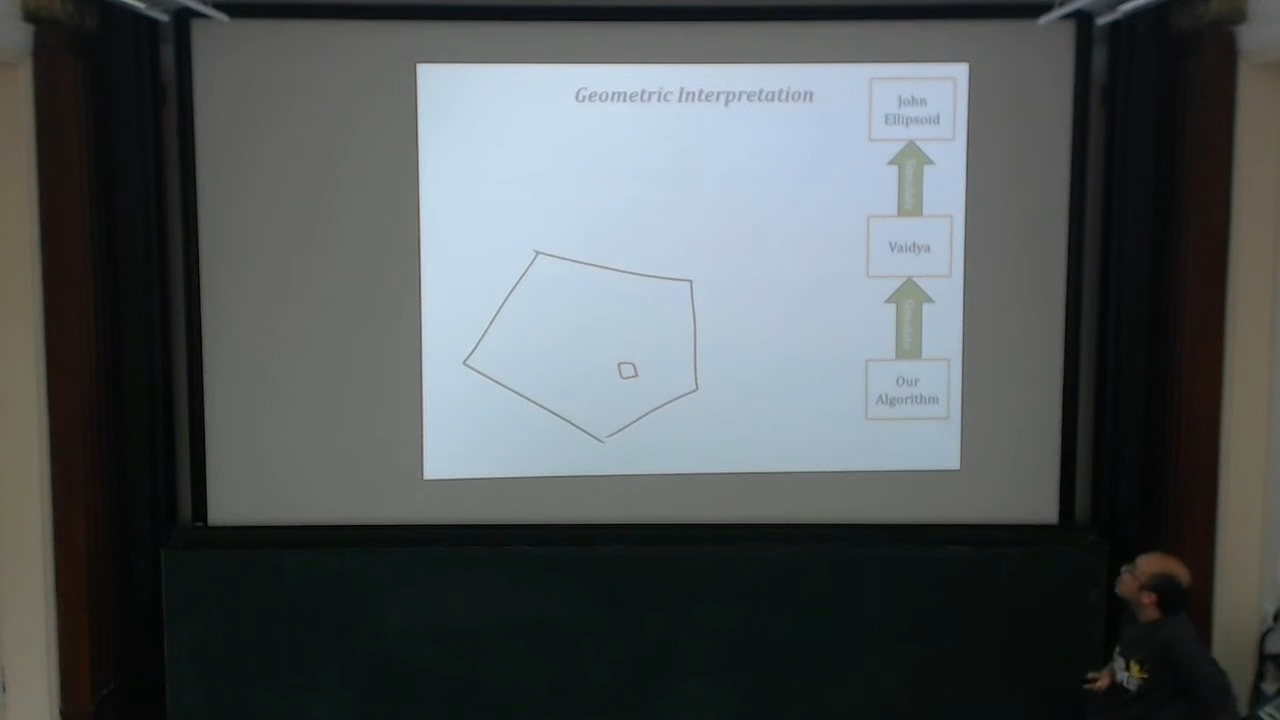 Geometric Interpretation
John
Ellipsoid
Vaidya
Our
Algorithm